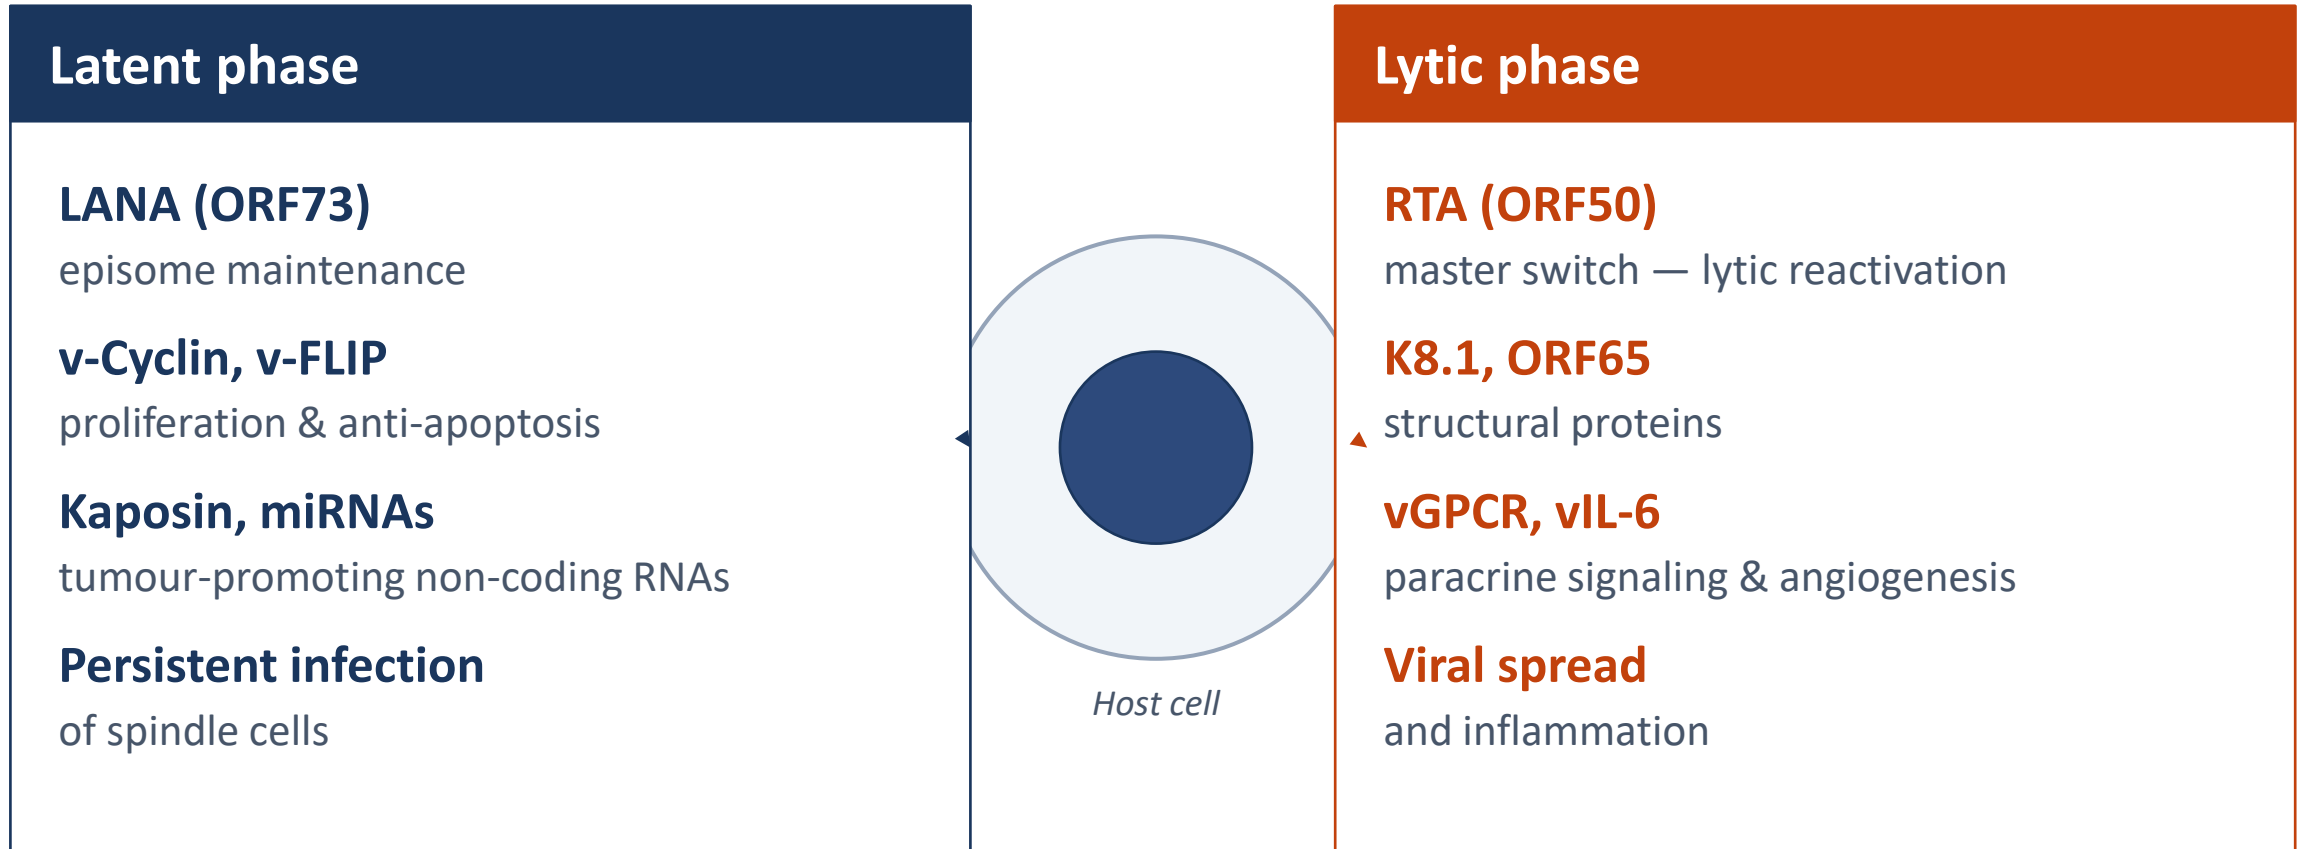 Latent phase
LANA (ORF73)
episome maintenance
v-Cyclin, v-FLIP
proliferation & anti-apoptosis
Kaposin, miRNAs
tumour-promoting non-coding RNAs
Persistent infection
of spindle cells
Host cell
Lytic phase
RTA (ORF50)
master switch — lytic reactivation
K8.1, ORF65
structural proteins
vGPCR, vIL-6
paracrine signaling & angiogenesis
Viral spread
and inflammation